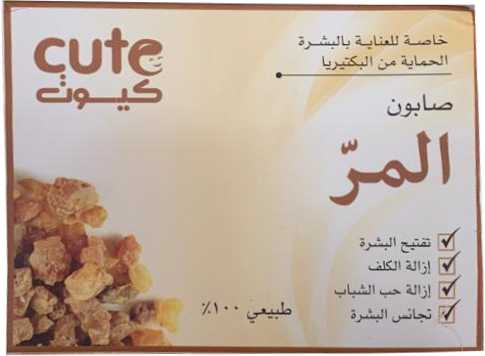 cute
كيوت
خاصة للعناية بالبشرة
الحماية من البكتيريا
صابون
المرّ
تفتيح البشرة
إزالة الكلف
إزالة حب الشباب
تجانس البشرة
طبيعي ١٠٠٪